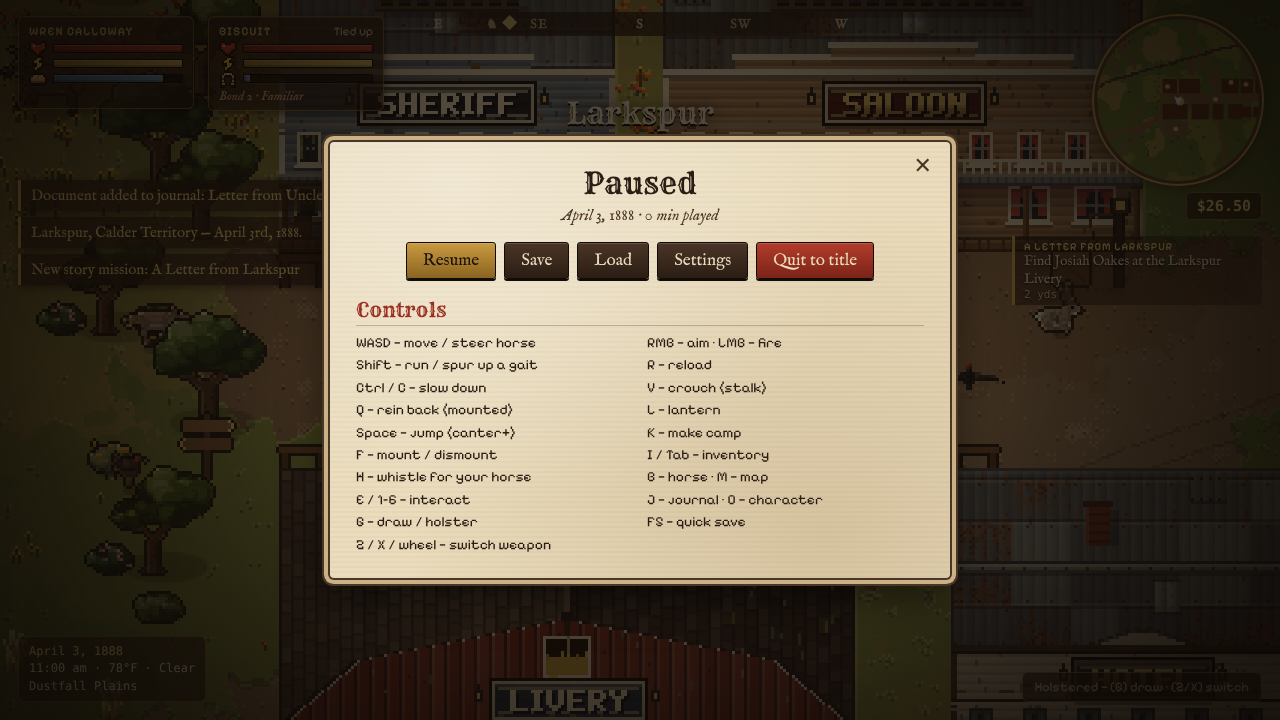 WREN CALLOWAY
BISCUIT Tied up
Bond 2 · Familiar
E SE S SW W
SHERIFF
Larkspur
SALOON
$26.50
Document added to journal: Letter from Uncle
Larkspur, Calder Territory — April 3rd, 1888.
New story mission: A Letter from Larkspur
A LETTER FROM LARKSPUR
Find Josiah Oakes at the Larkspur
Livery
2 yds
Paused
×
April 3, 1888 · 0 min played
Resume
Save
Load
Settings
Quit to title
Controls
WASD – move / steer horse
Shift – run / spur up a gait
Ctrl / C – slow down
Q – rein back (mounted)
Space – jump (canter+)
F – mount / dismount
H – whistle for your horse
E / 1-6 – interact
G – draw / holster
Z / X / wheel – switch weapon
RMB – aim · LMB – fire
R – reload
V – crouch (stalk)
L – lantern
K – make camp
I / Tab – inventory
B – horse · M – map
J – journal · O – character
F5 – quick save
April 3, 1888
11:00 am · 78°F · Clear
Dustfall Plains
LIVERY
Holstered – (G) draw · (Z/X) switch